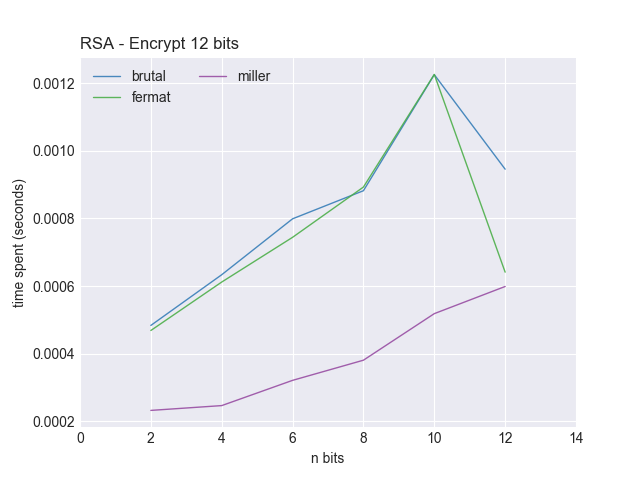 RSA - Encrypt 12 bits
brutal
miller
fermat
time spent (seconds)
0.0012
0.0010
0.0008
0.0006
0.0004
0.0002
0 2 4 6 8 10 12 14
n bits